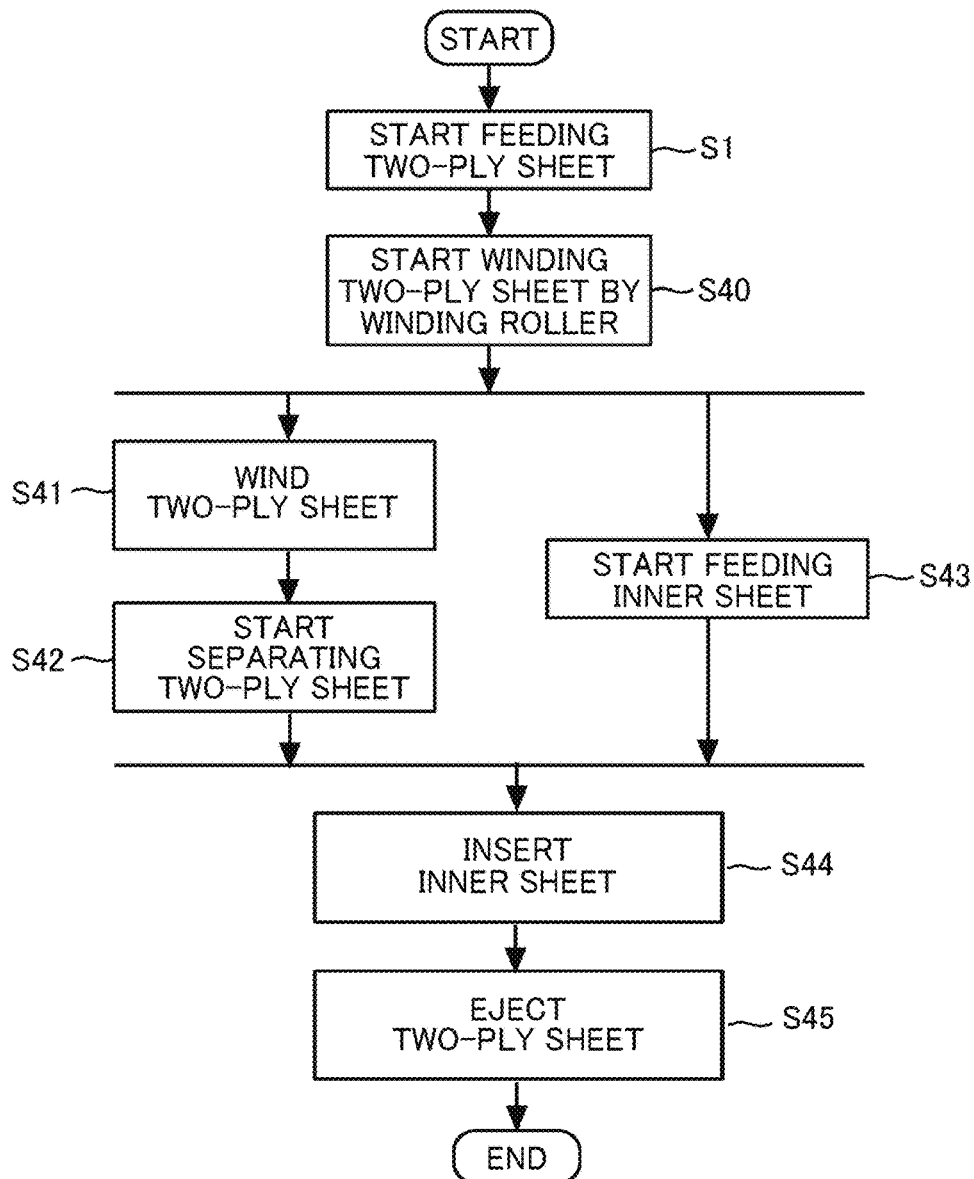 START
START FEEDING
TWO-PLY SHEET
S1
START WINDING
TWO-PLY SHEET BY
WINDING ROLLER
S40
S41
WIND
TWO-PLY SHEET
START FEEDING
INNER SHEET
S43
S42
START
SEPARATING
TWO-PLY SHEET
INSERT
INNER SHEET
S44
EJECT
TWO-PLY SHEET
S45
END